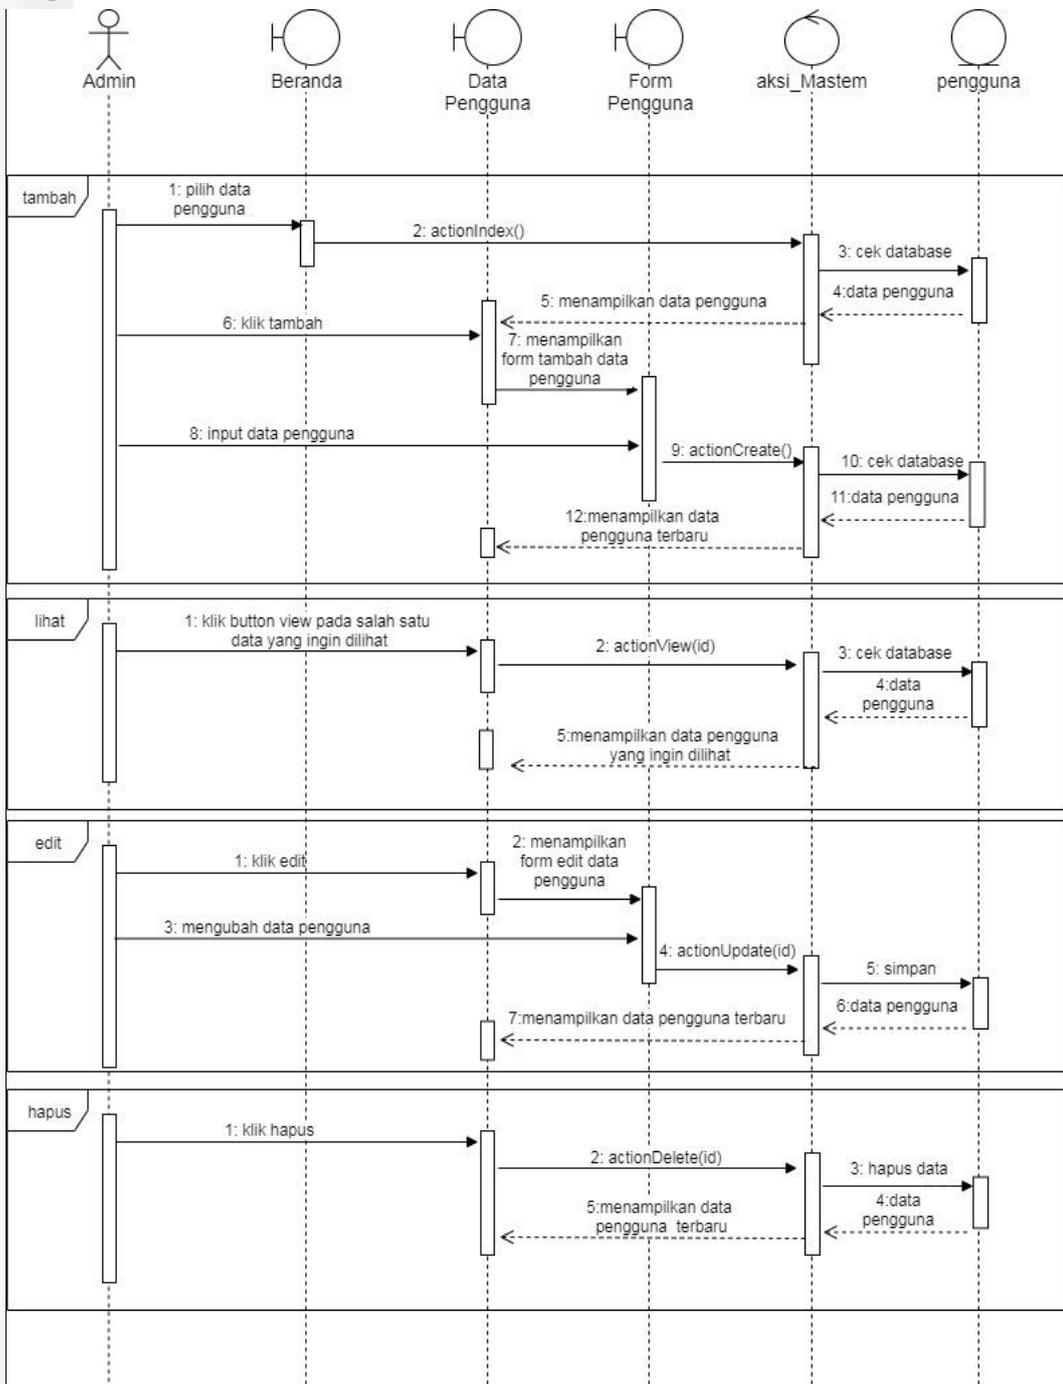 Admin
Beranda
Data
Pengguna
Form
Pengguna
aksi_Mastem
pengguna
tambah
1: pilih data
pengguna
2: actionIndex()
3: cek database
4:data pengguna
5: menampilkan data pengguna
6: klik tambah
7: menampilkan
form tambah data
pengguna
8: input data pengguna
9: actionCreate()
10: cek database
11:data pengguna
12:menampilkan data
pengguna terbaru
lihat
1: klik button view pada salah satu
data yang ingin dilihat
2: actionView(id)
3: cek database
4:data
pengguna
5:menampilkan data pengguna
yang ingin dilihat
edit
1: klik edit
2: menampilkan
form edit data
pengguna
3: mengubah data pengguna
4: actionUpdate(id)
5: simpan
6:data pengguna
7:menampilkan data pengguna terbaru
hapus
1: klik hapus
2: actionDelete(id)
3: hapus data
4:data
pengguna
5:menampilkan data
pengguna terbaru